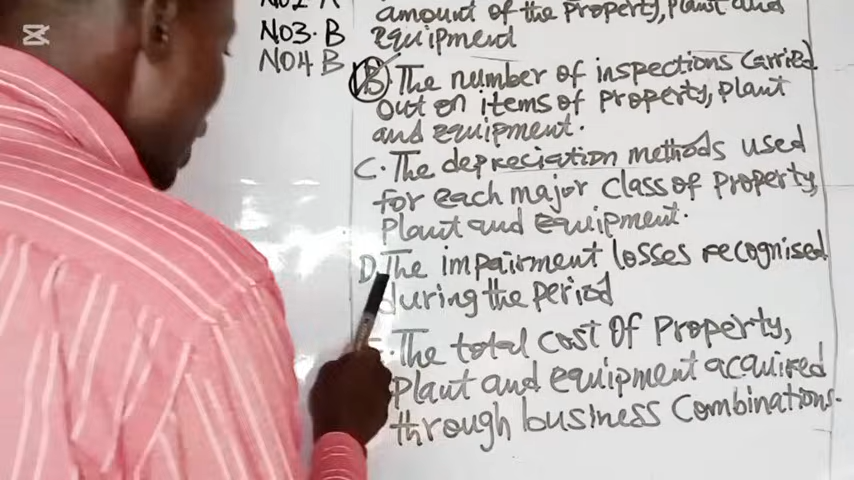 NO3. B
NO4 B
amount of the Property, Plant and
Equipment
B The number of inspections Carried
Out on items of Property, Plant
and equipment.
C. The depreciation methods used
for each major Class of Property,
Plant and Equipment.
D. The impairment losses recognised
during the period
The total cost Of Property,
Plant and equipment acquired
through business Combinations.